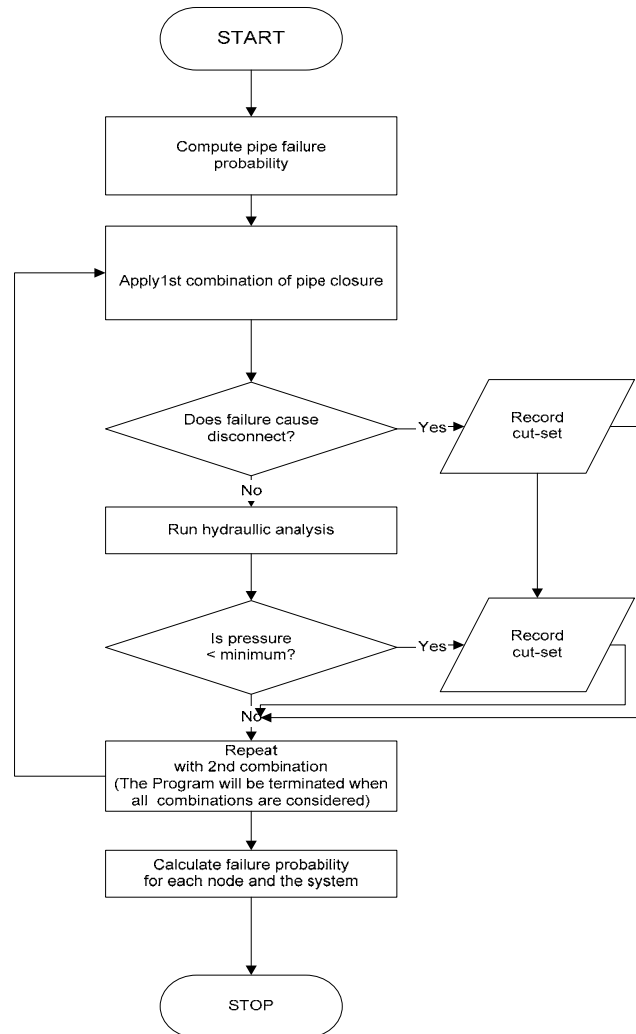 START
Compute pipe failure
probability
Apply1st combination of pipe closure
Does failure cause
disconnect?
Yes
Record
cut-set
No
Run hydraullic analysis
Is pressure
< minimum?
Yes
Record
cut-set
No
Repeat
with 2nd combination
(The Program will be terminated when
all combinations are considered)
Calculate failure probability
for each node and the system
STOP